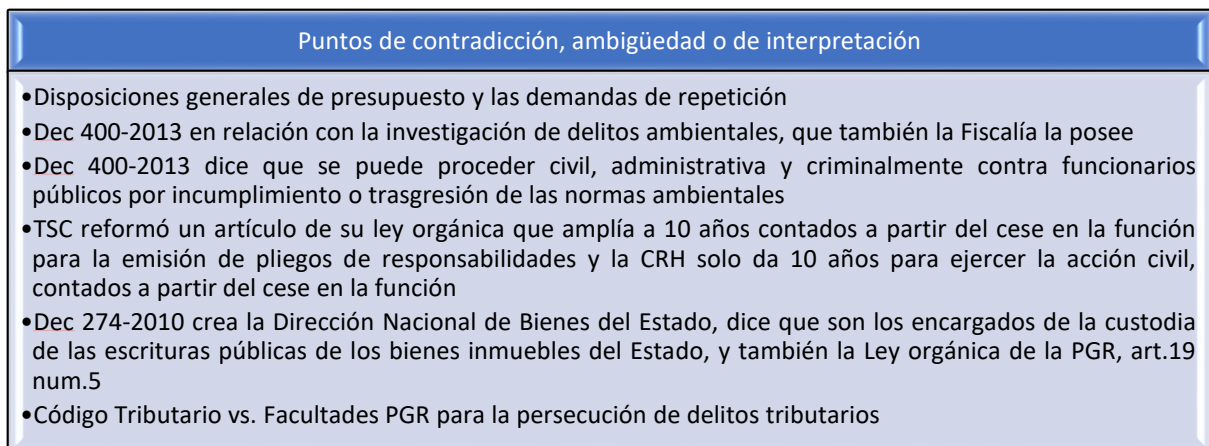 Puntos de contradicción, ambigüedad o de interpretación
•Disposiciones generales de presupuesto y las demandas de repetición
•Dec 400-2013 en relación con la investigación de delitos ambientales, que también la Fiscalía la posee
•Dec 400-2013 dice que se puede proceder civil, administrativa y criminalmente contra funcionarios
públicos por incumplimiento o trasgresión de las normas ambientales
•TSC reformó un artículo de su ley orgánica que amplía a 10 años contados a partir del cese en la función
para la emisión de pliegos de responsabilidades y la CRH solo da 10 años para ejercer la acción civil,
contados a partir del cese en la función
•Dec 274-2010 crea la Dirección Nacional de Bienes del Estado, dice que son los encargados de la custodia
de las escrituras públicas de los bienes inmuebles del Estado, y también la Ley orgánica de la PGR, art.19
num.5
•Código Tributario vs. Facultades PGR para la persecución de delitos tributarios